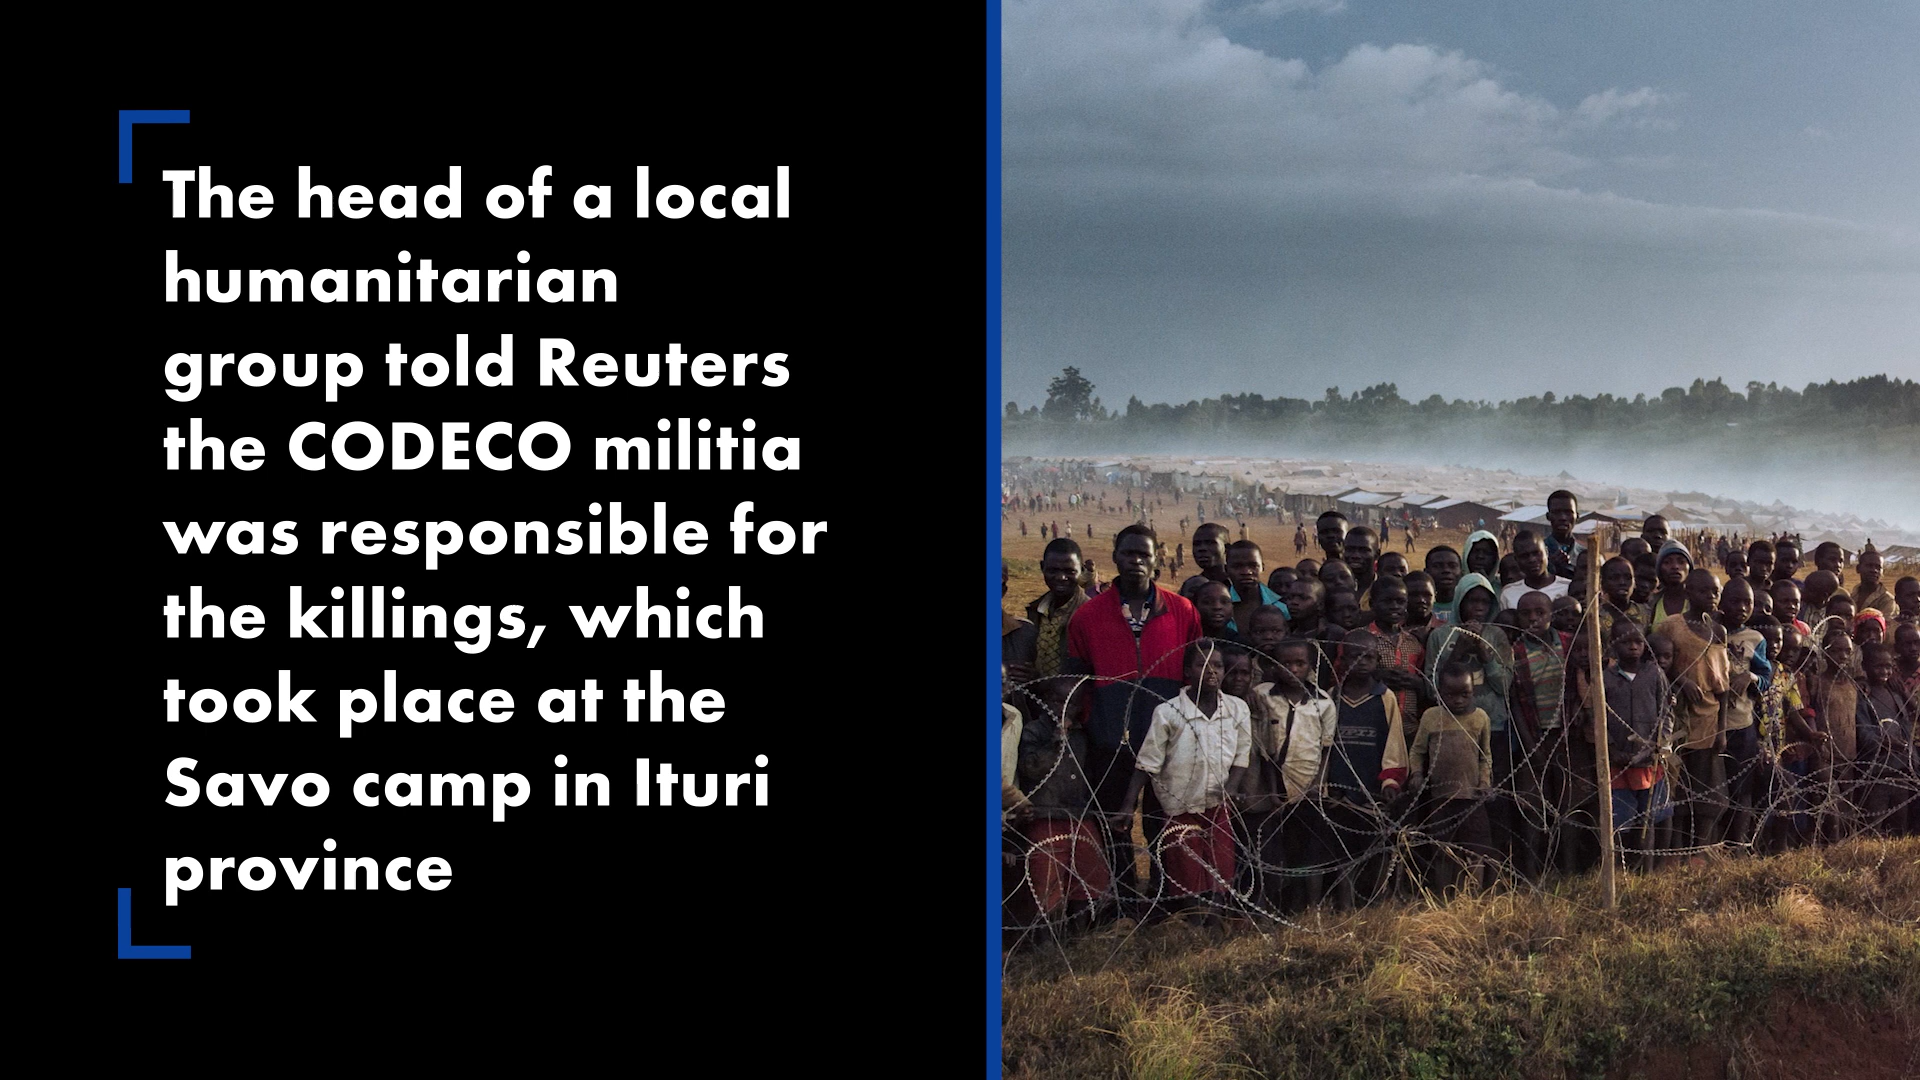 The head of a local
humanitarian
group told Reuters
the CODECO militia
was responsible for
the killings, which
took place at the
Savo camp in Ituri
province